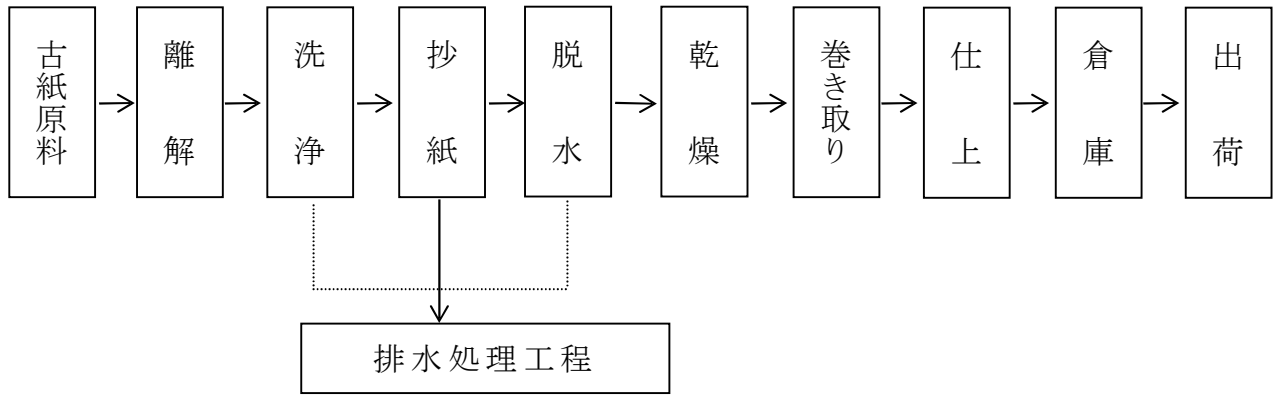 古紙原料
離解
洗浄
抄紙
脱水
乾燥
巻き取り
仕上
倉庫
出荷
排水処理工程